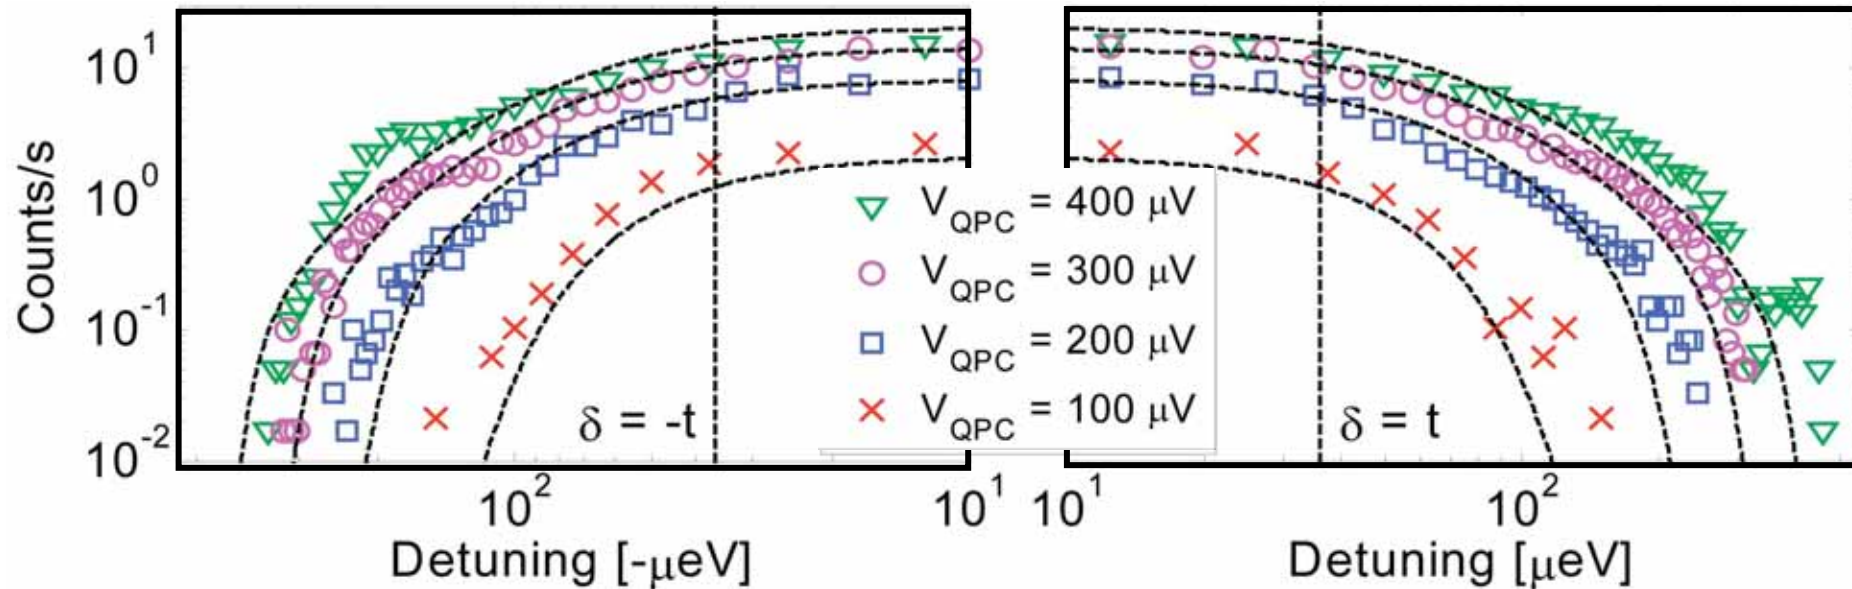 10¹
10⁰
10⁻¹
10⁻²
Counts/s
V_QPC = 400 μV
V_QPC = 300 μV
V_QPC = 200 μV
V_QPC = 100 μV
δ = -t
δ = t
10² 10¹ 10¹ 10²
Detuning [-μeV] Detuning [μeV]